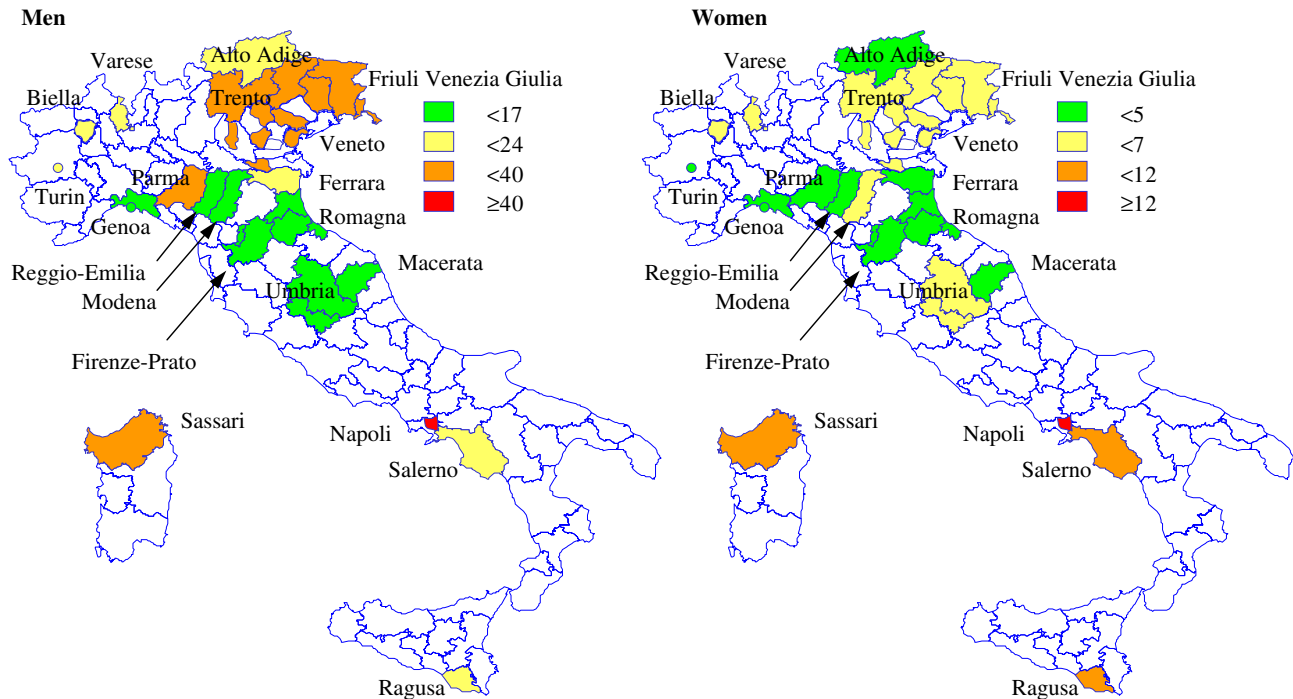 Men
Alto Adige
Varese
Friuli Venezia Giulia
Biella
Trento
<17
<24
Veneto
<40
Parma
Ferrara
Turin
≥40
Genoa
Romagna
Reggio-Emilia
Macerata
Modena
Umbria
Firenze-Prato
Sassari
Napoli
Salerno
Ragusa
Women
Alto Adige
Varese
Friuli Venezia Giulia
Biella
Trento
<5
<7
Veneto
<12
Parma
Ferrara
Turin
≥12
Genoa
Romagna
Reggio-Emilia
Macerata
Modena
Umbria
Firenze-Prato
Sassari
Napoli
Salerno
Ragusa